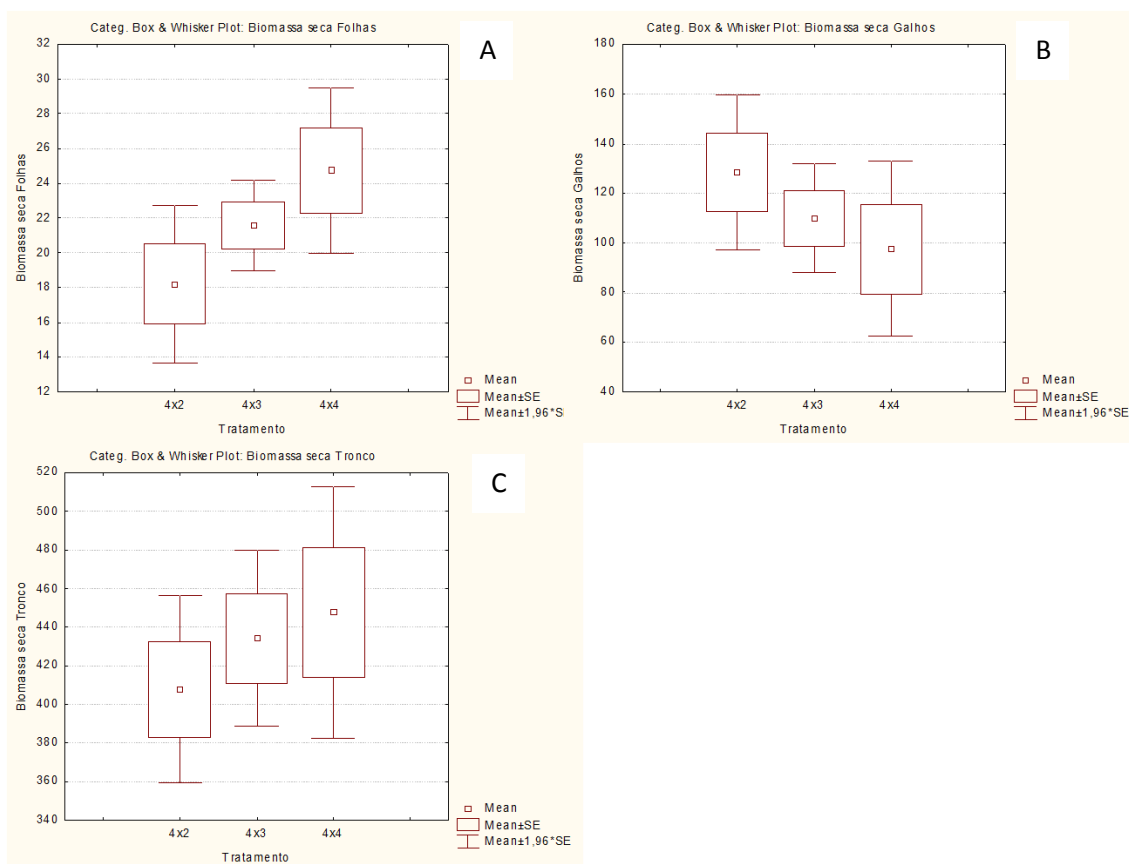 Categ. Box & Whisker Plot: Biomassa seca Folhas
A
32
30
28
26
24
22
20
18
16
14
12
Biomassa seca Folhas
4x2 4x3 4x4
Tratamento
Mean
Mean±SE
Mean±1,96*SE
Categ. Box & Whisker Plot: Biomassa seca Galhos
B
180
160
140
120
100
80
60
40
Biomassa seca Galhos
4x2 4x3 4x4
Tratamento
Mean
Mean±SE
Mean±1,96*SE
Categ. Box & Whisker Plot: Biomassa seca Tronco
C
520
500
480
460
440
420
400
380
360
340
Biomassa seca Tronco
4x2 4x3 4x4
Tratamento
Mean
Mean±SE
Mean±1,96*SE